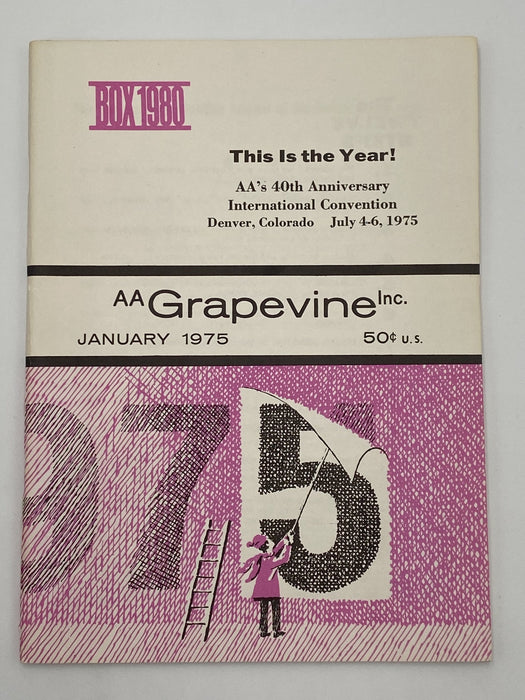 BOX 1980
This Is the Year!
AA's 40th Anniversary
International Convention
Denver, Colorado July 4-6, 1975
AA Grapevine Inc.
JANUARY 1975 50¢ U.S.
975